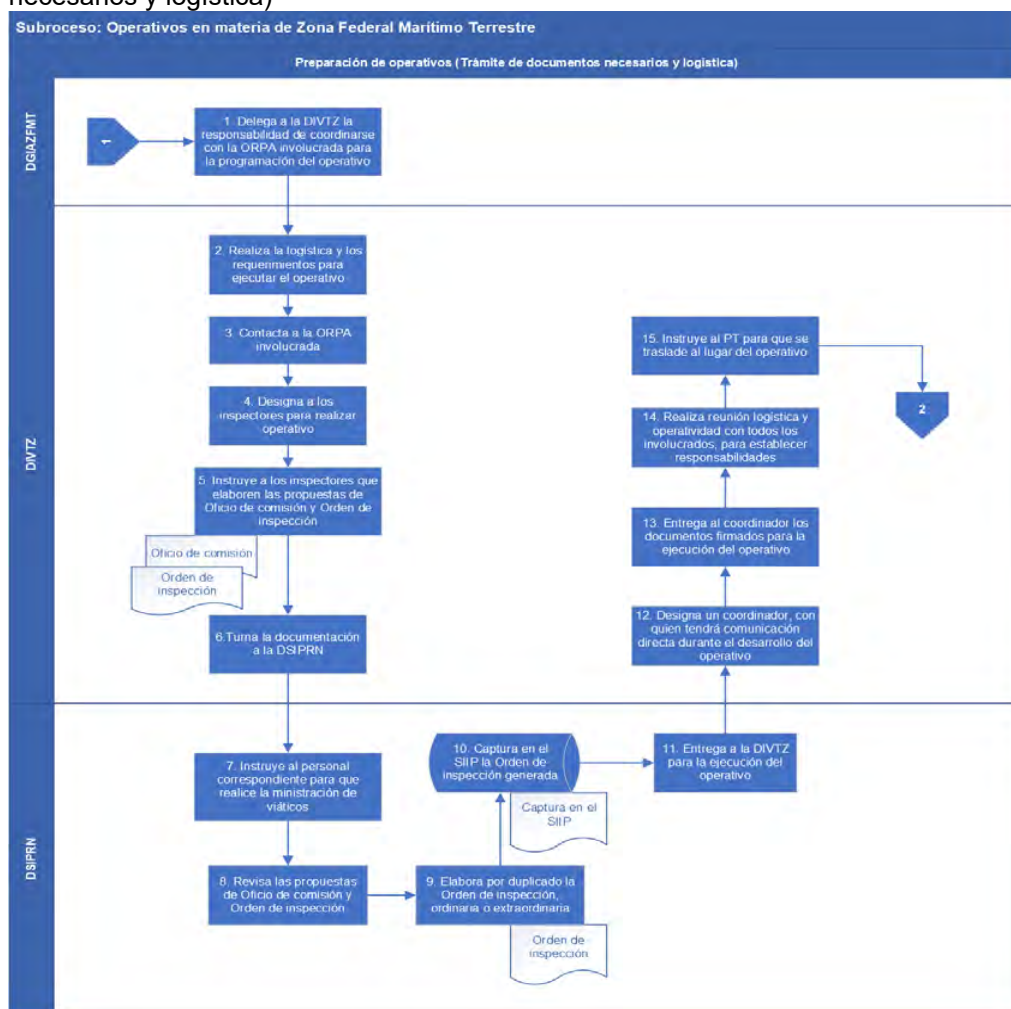 necesarios y logística)
Subroceso: Operativos en materia de Zona Federal Marítimo Terrestre
Preparación de operativos (Trámite de documentos necesarios y logística)
DGIAZFMT
1
1. Delega a la DIVTZ la
responsabilidad de coordinarse
con la ORPA involucrada para
la programación del operativo
DIVTZ
2. Realiza la logística y los
requerimientos para
ejecutar el operativo
3. Contacta a la ORPA
involucrada
4. Designa a los
inspectores para realizar
operativo
5. Instruye a los inspectores que
elaboren las propuestas de
Oficio de comisión y Orden de
inspección
Oficio de comisión
Orden de
inspección
6.Turna la documentación
a la DSIPRN
15. Instruye al PT para que se
traslade al lugar del operativo
2
14. Realiza reunión logística y
operatividad con todos los
involucrados, para establecer
responsabilidades
13. Entrega al coordinador los
documentos firmados para la
ejecución del operativo
12. Designa un coordinador, con
quien tendrá comunicación
directa durante el desarrollo del
operativo
DSIPRN
7. Instruye al personal
correspondiente para que
realice la ministración de
viáticos
8. Revisa las propuestas
de Oficio de comisión y
Orden de inspección
9. Elabora por duplicado la
Orden de inspección,
ordinaria o extraordinaria
Orden de
inspección
10. Captura en el
SIIP la Orden de
inspección generada
Captura en el
SIIP
11. Entrega a la DIVTZ
para la ejecución del
operativo